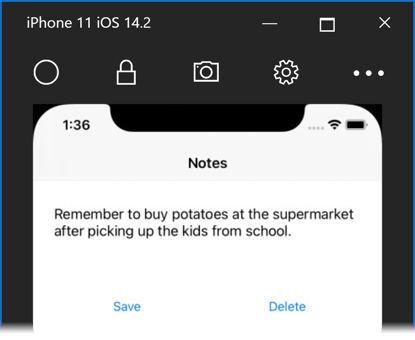 iPhone 11 iOS 14.2
1:36
Notes
Remember to buy potatoes at the supermarket
after picking up the kids from school.
Save Delete